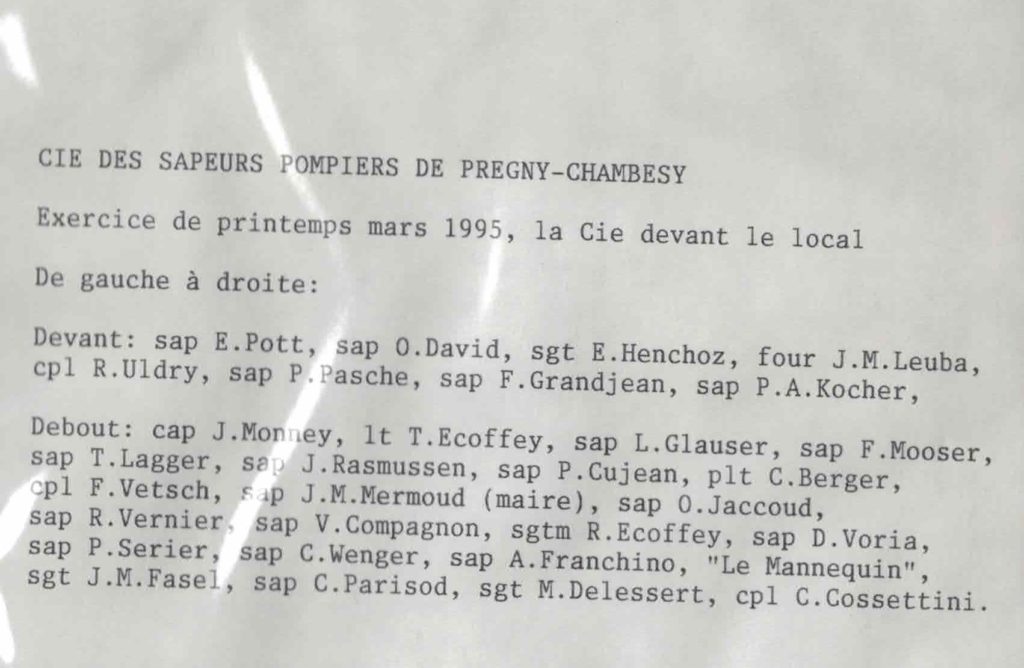 CIE DES SAPEURS POMPIERS DE PREGNY-CHAMBESY
Exercice de printemps mars 1995, la Cie devant le local
De gauche à droite:
Devant: sap E.Pott, sap O.David, sgt E.Henchoz, four J.M.Leuba,
cpl R.Uldry, sap P.Pasche, sap F.Grandjean, sap P.A.Kocher,
Debout: cap J.Monney, lt T.Ecoffey, sap L.Glauser, sap F.Mooser,
sap T.Lagger, sap J.Rasmussen, sap P.Cujean, plt C.Berger,
cpl F.Vetsch, sap J.M.Mermoud (maire), sap O.Jaccoud,
sap R.Vernier, sap V.Compagnon, sgtm R.Ecoffey, sap D.Voria,
sap P.Serier, sap C.Wenger, sap A.Franchino, "Le Mannequin",
sgt J.M.Fasel, sap C.Parisod, sgt M.Delessert, cpl C.Cossettini.